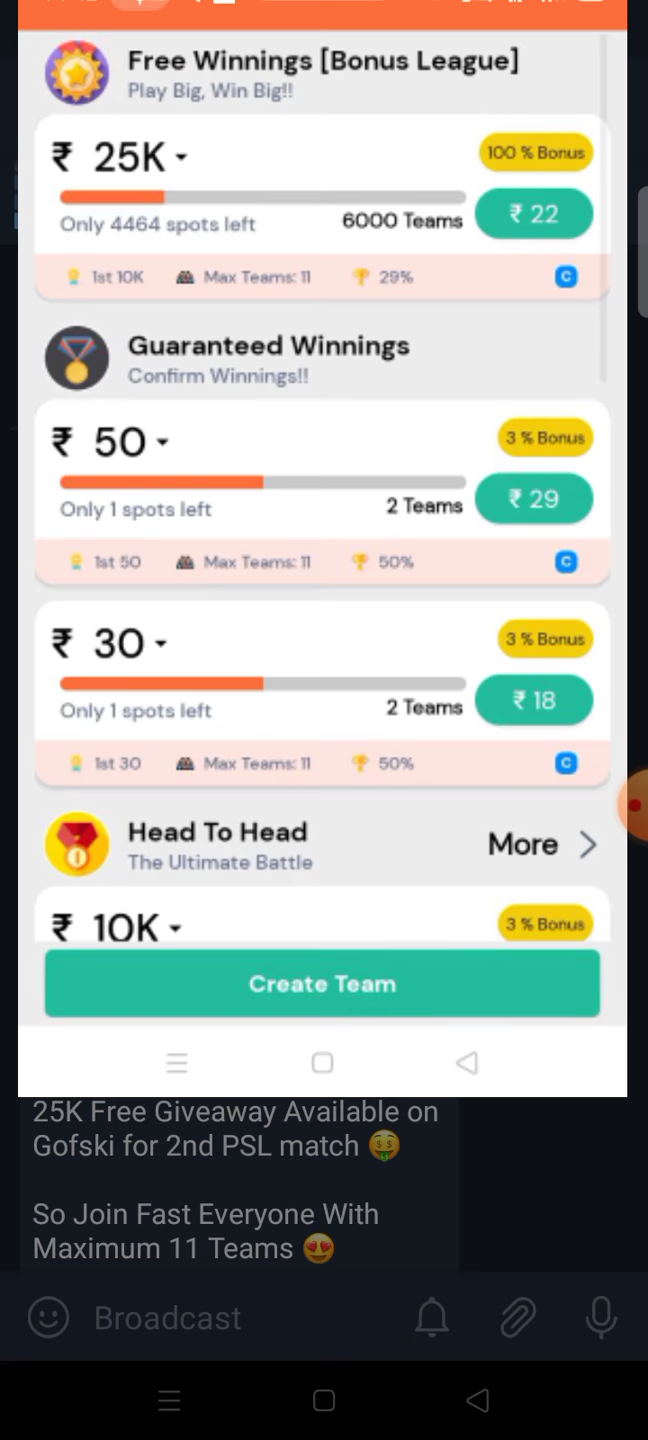 Free Winnings [Bonus League]
Play Big, Win Big!!
₹ 25K
100 % Bonus
Only 4464 spots left
6000 Teams
₹ 22
1st 10K
Max Teams: 11
29%
C
Guaranteed Winnings
Confirm Winnings!!
₹ 50
3 % Bonus
Only 1 spots left
2 Teams
₹ 29
1st 50
Max Teams: 11
50%
C
₹ 30
3 % Bonus
Only 1 spots left
2 Teams
₹ 18
1st 30
Max Teams: 11
50%
C
Head To Head
The Ultimate Battle
More
₹ 10K
3 % Bonus
Create Team
25K Free Giveaway Available on
Gofski for 2nd PSL match 🤑
So Join Fast Everyone With
Maximum 11 Teams 😍
Broadcast